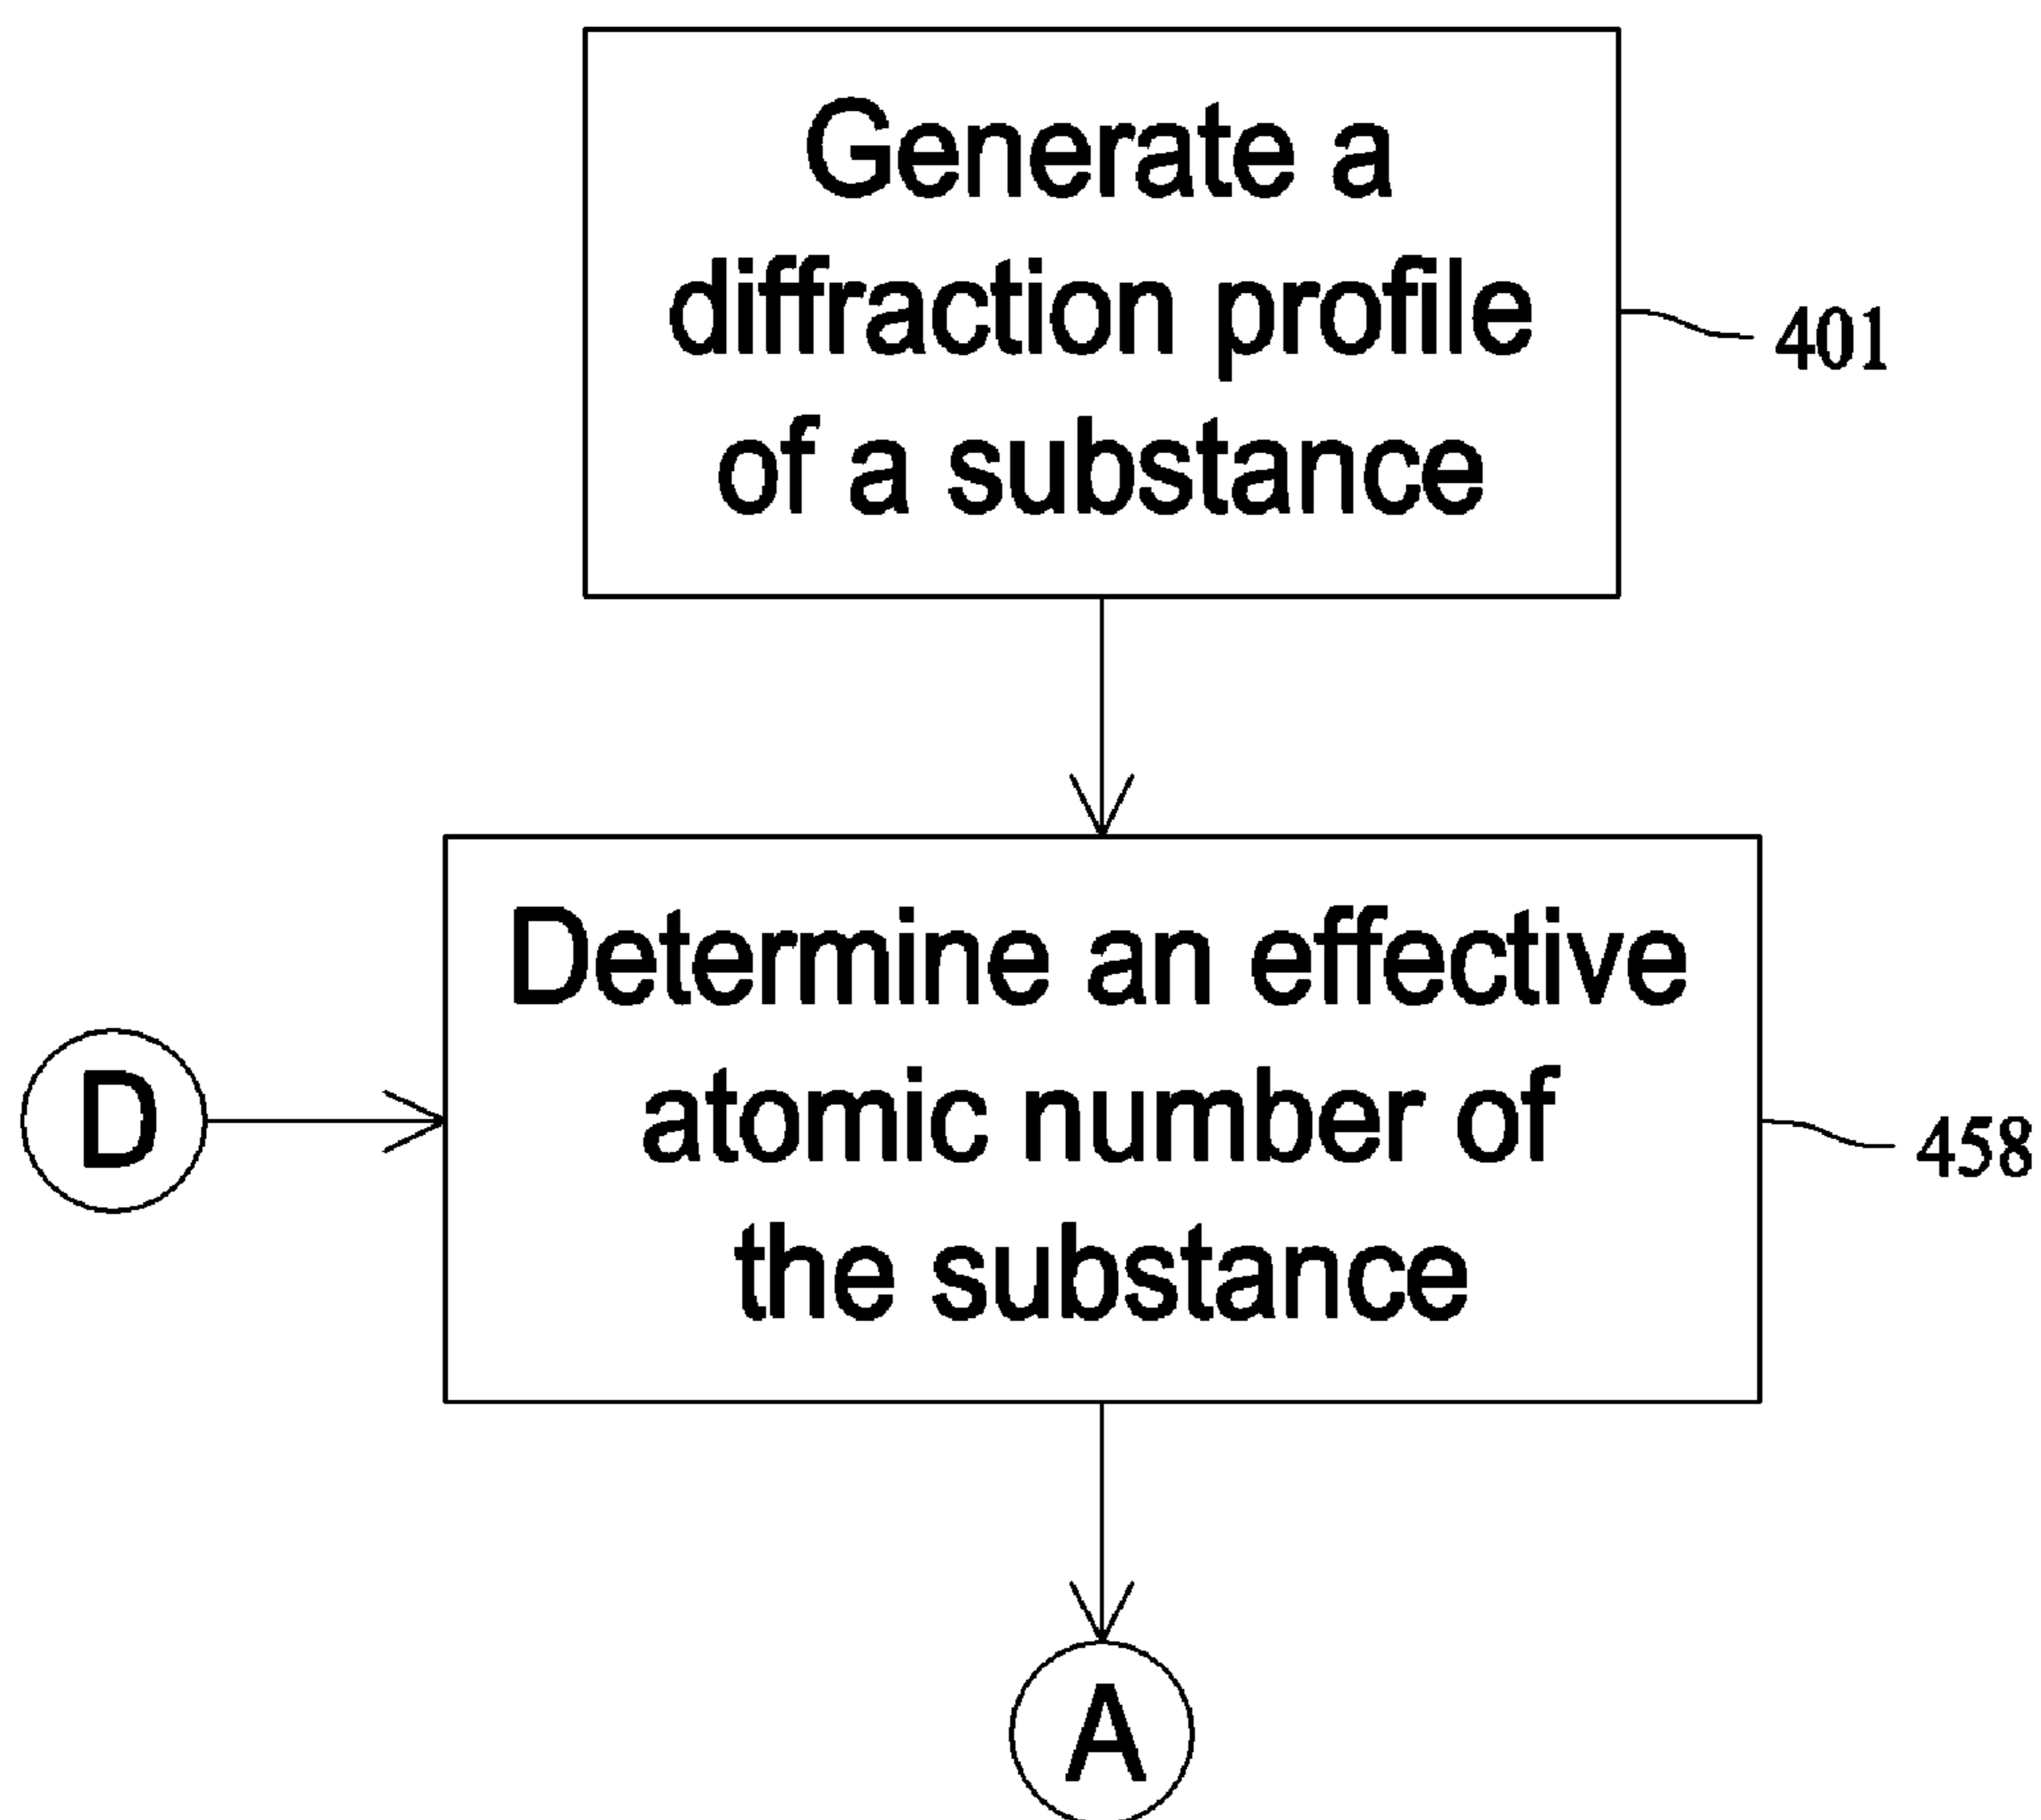 Generate a
diffraction profile
of a substance
401
Determine an effective
atomic number of
the substance
458
D
A